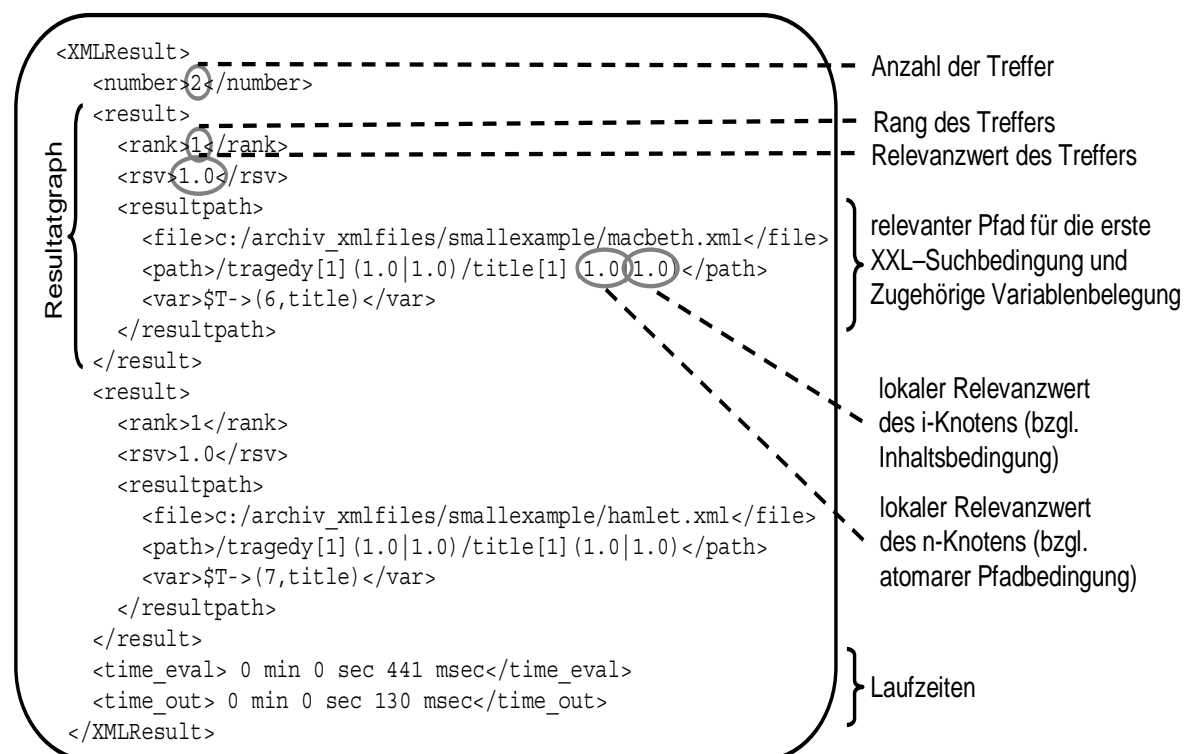 <XMLResult>
<number>2</number>
<result>
<rank>1</rank>
<rsv>1.0</rsv>
<resultpath>
<file>c:/archiv_xmlfiles/smallexample/macbeth.xml</file>
<path>/tragedy[1](1.0|1.0)/title[1](1.0|1.0)</path>
<var>$T->(6,title)</var>
</resultpath>
</result>
<result>
<rank>1</rank>
<rsv>1.0</rsv>
<resultpath>
<file>c:/archiv_xmlfiles/smallexample/hamlet.xml</file>
<path>/tragedy[1](1.0|1.0)/title[1](1.0|1.0)</path>
<var>$T->(7,title)</var>
</resultpath>
</result>
<time_eval> 0 min 0 sec 441 msec</time_eval>
<time_out> 0 min 0 sec 130 msec</time_out>
</XMLResult>
Resultatgraph
Anzahl der Treffer
Rang des Treffers
Relevanzwert des Treffers
relevanter Pfad für die erste
XXL–Suchbedingung und
Zugehörige Variablenbelegung
lokaler Relevanzwert
des i-Knotens (bzgl.
Inhaltsbedingung)
lokaler Relevanzwert
des n-Knotens (bzgl.
atomarer Pfadbedingung)
Laufzeiten